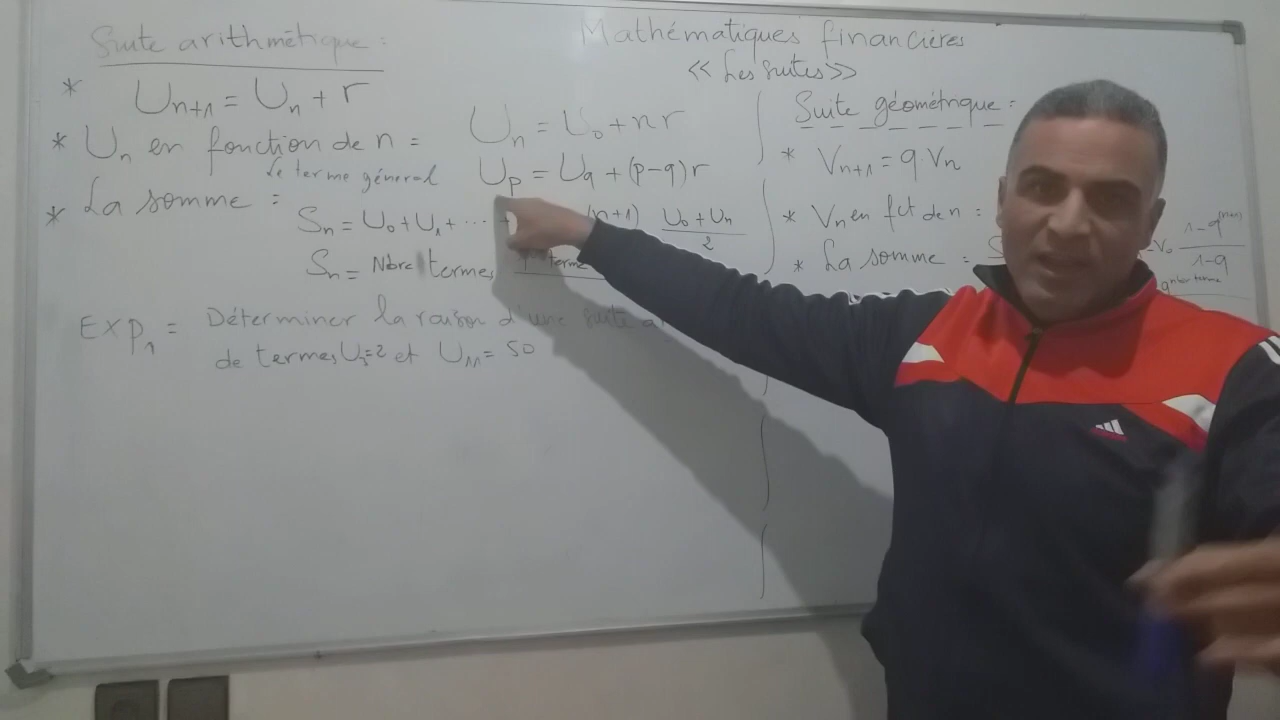 Mathématiques financières
<< Les suites >>
Suite arithmétique :
* Un+1 = Un + r
* Un en fonction de n : Un = U0 + nr
Le terme général Up = Uq + (p-q)r
* La somme :
Sn = U0 + U1 + ... + (n+1) U0 + Un / 2
Sn = Nbre termes terme
EXP1 = Déterminer la raison d'une suite
de termes U3=2 et U11 = 50
Suite géométrique :
* Vn+1 = q Vn
* Vn en fct de n :
* La somme : S V0 1-q^(n+1) / 1-q